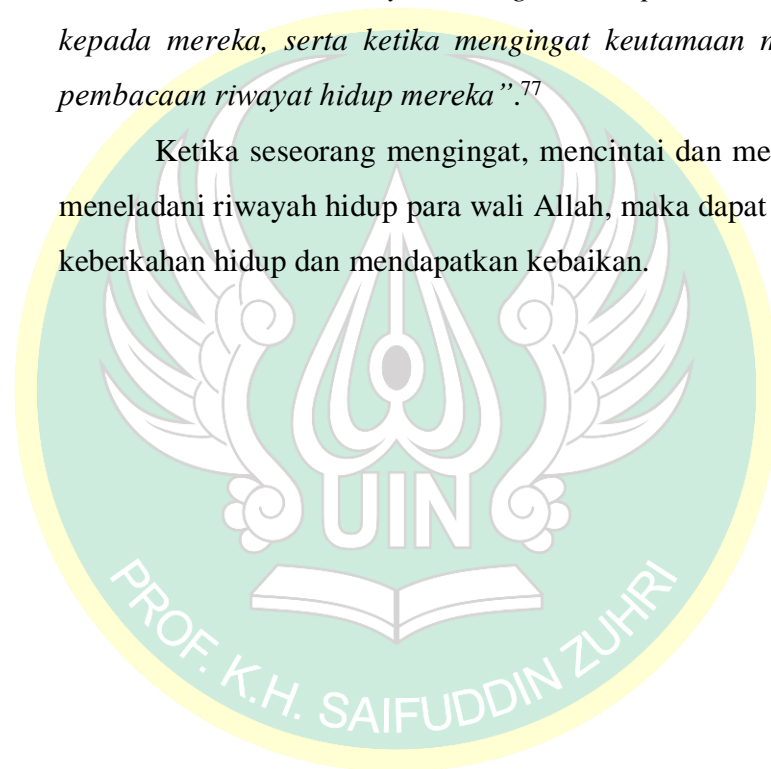 kepada mereka, serta ketika mengingat keutamaan
pembacaan riwayat hidup mereka”.77
Ketika seseorang mengingat, mencintai dan
meneladani riwayah hidup para wali Allah, maka dapat
keberkahan hidup dan mendapatkan kebaikan.
UIN
PROF. K.H. SAIFUDDIN ZUHRI